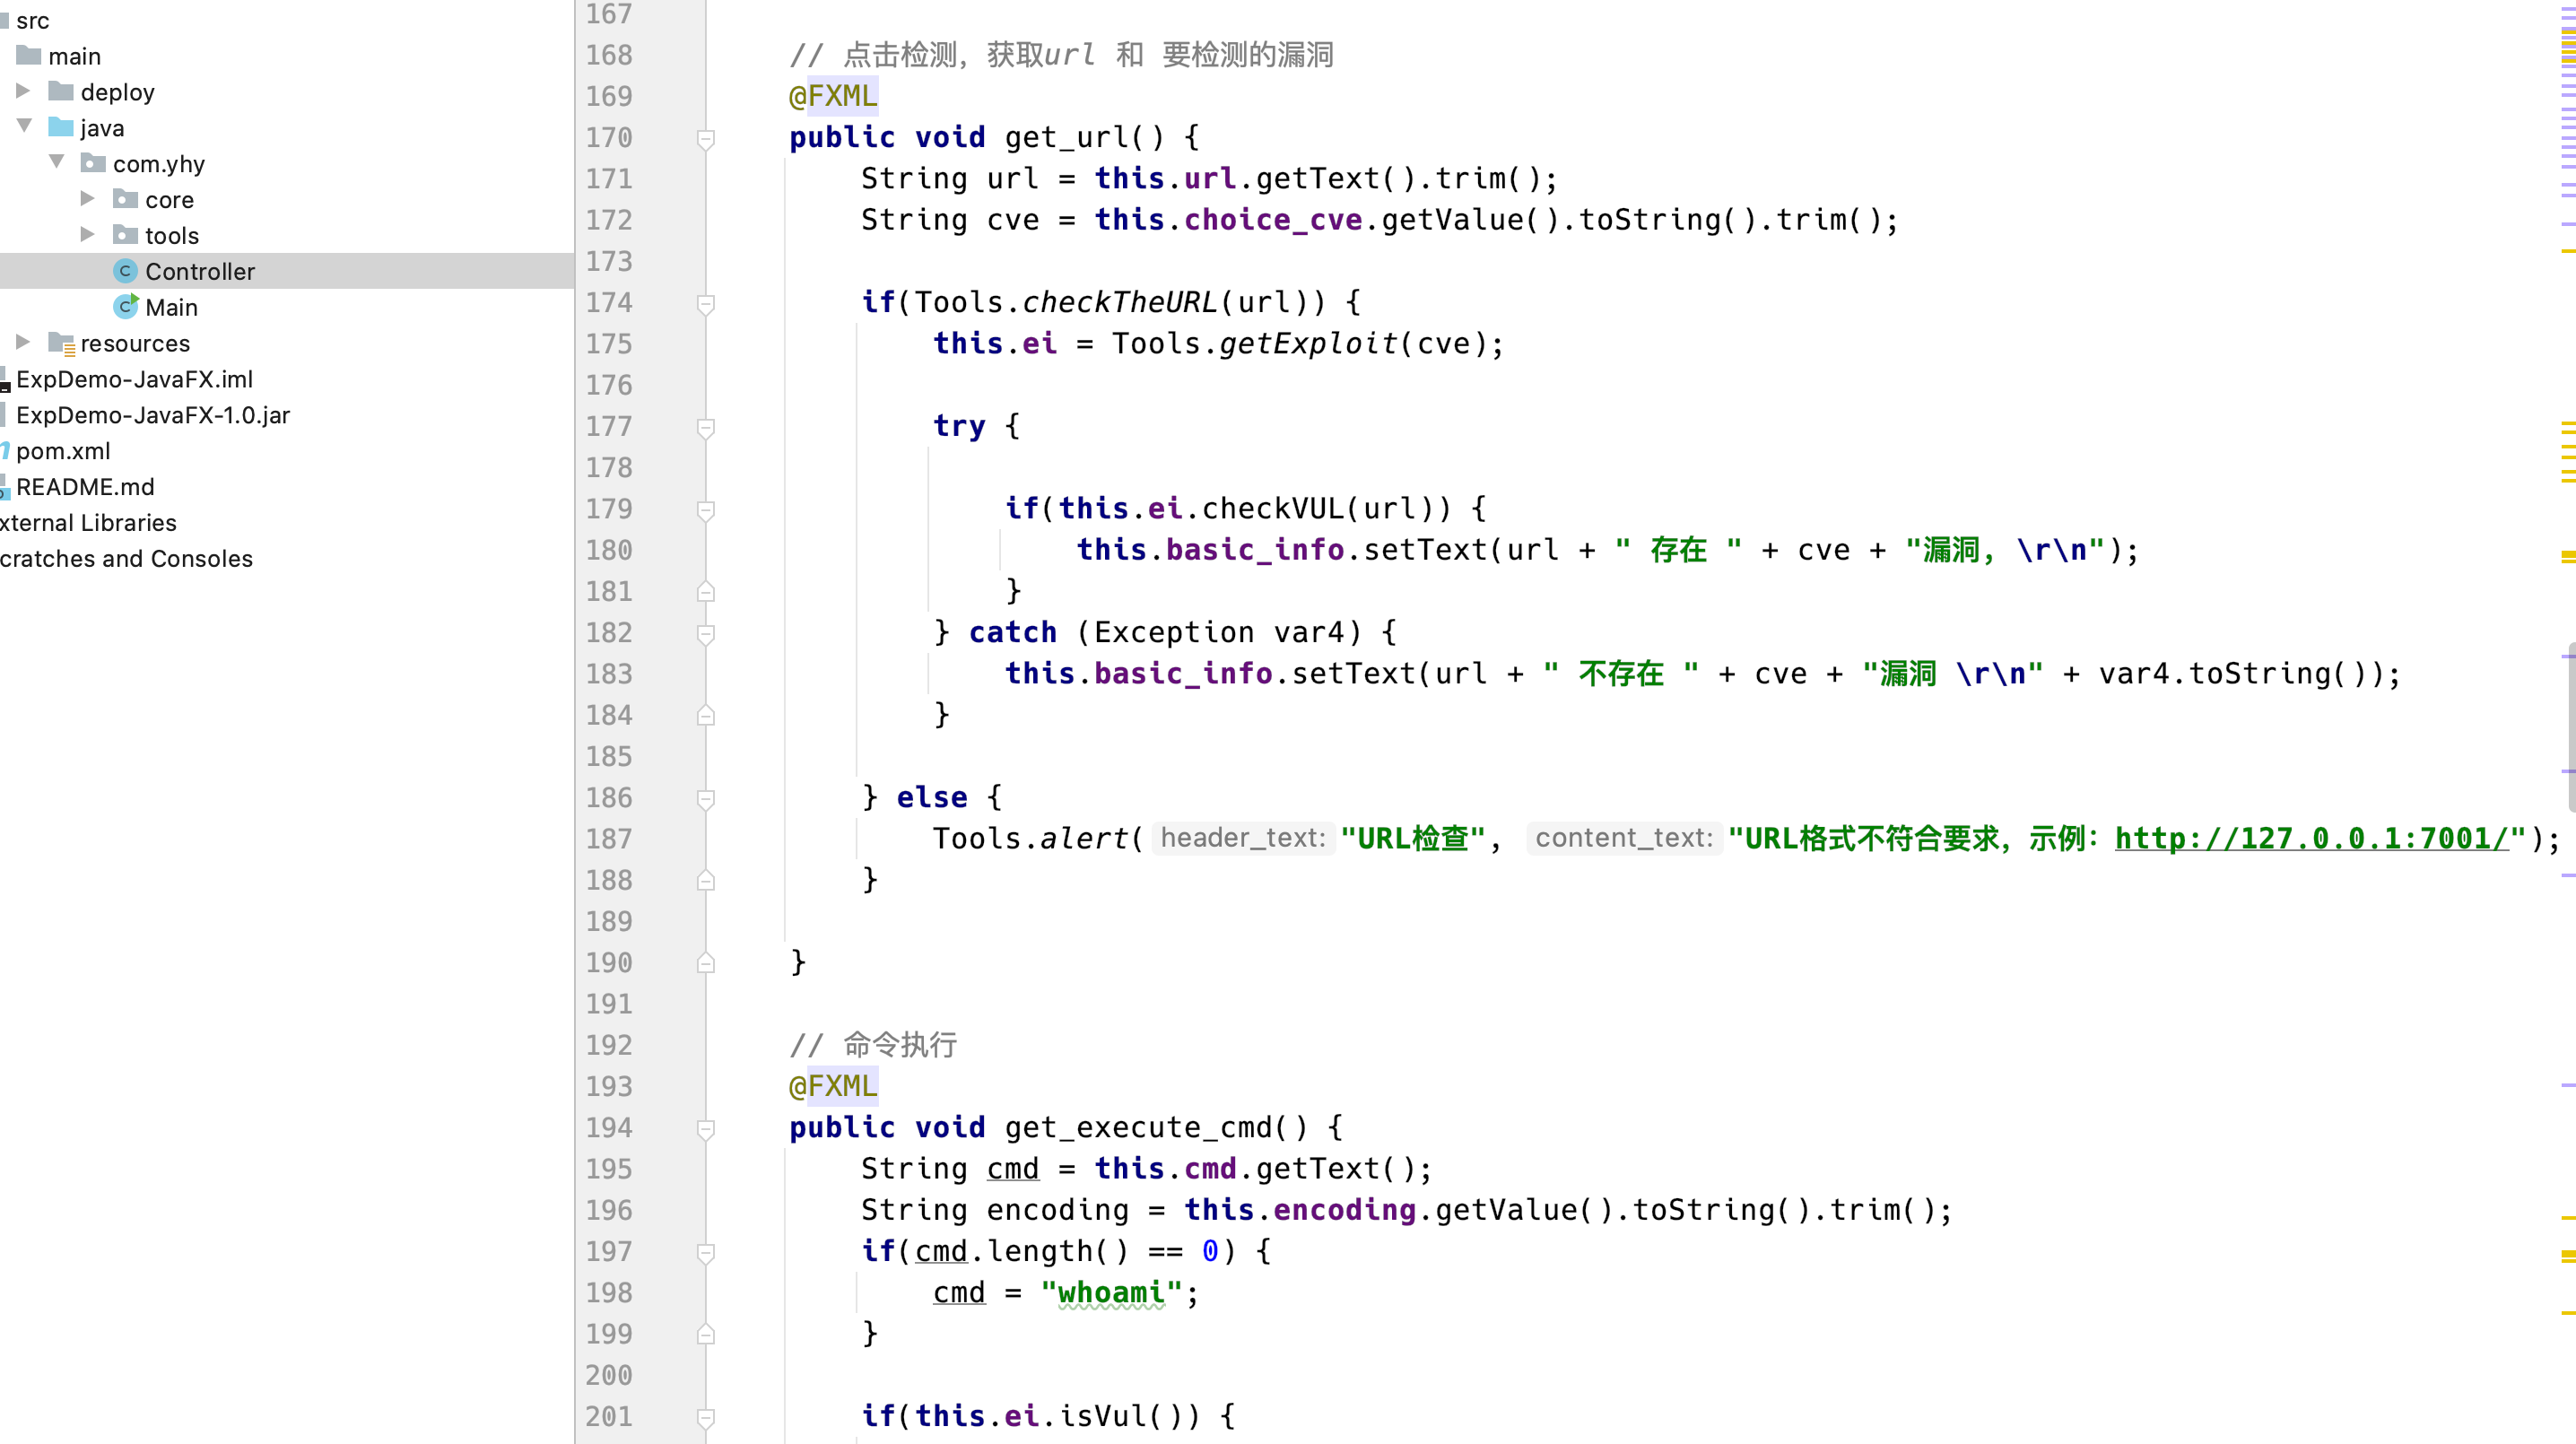 src
main
deploy
java
com.yhy
core
tools
Controller
Main
resources
ExpDemo-JavaFX.iml
ExpDemo-JavaFX-1.0.jar
pom.xml
README.md
xternal Libraries
cratches and Consoles
167
168 // 点击检测，获取url 和 要检测的漏洞
169 @FXML
170 public void get_url() {
171 String url = this.url.getText().trim();
172 String cve = this.choice_cve.getValue().toString().trim();
173
174 if(Tools.checkTheURL(url)) {
175 this.ei = Tools.getExploit(cve);
176
177 try {
178
179 if(this.ei.checkVUL(url)) {
180 this.basic_info.setText(url + " 存在 " + cve + "漏洞, \r\n");
181 }
182 } catch (Exception var4) {
183 this.basic_info.setText(url + " 不存在 " + cve + "漏洞 \r\n" + var4.toString());
184 }
185
186 } else {
187 Tools.alert( header_text: "URL检查", content_text: "URL格式不符合要求，示例：http://127.0.0.1:7001/");
188 }
189
190 }
191
192 // 命令执行
193 @FXML
194 public void get_execute_cmd() {
195 String cmd = this.cmd.getText();
196 String encoding = this.encoding.getValue().toString().trim();
197 if(cmd.length() == 0) {
198 cmd = "whoami";
199 }
200
201 if(this.ei.isVul()) {